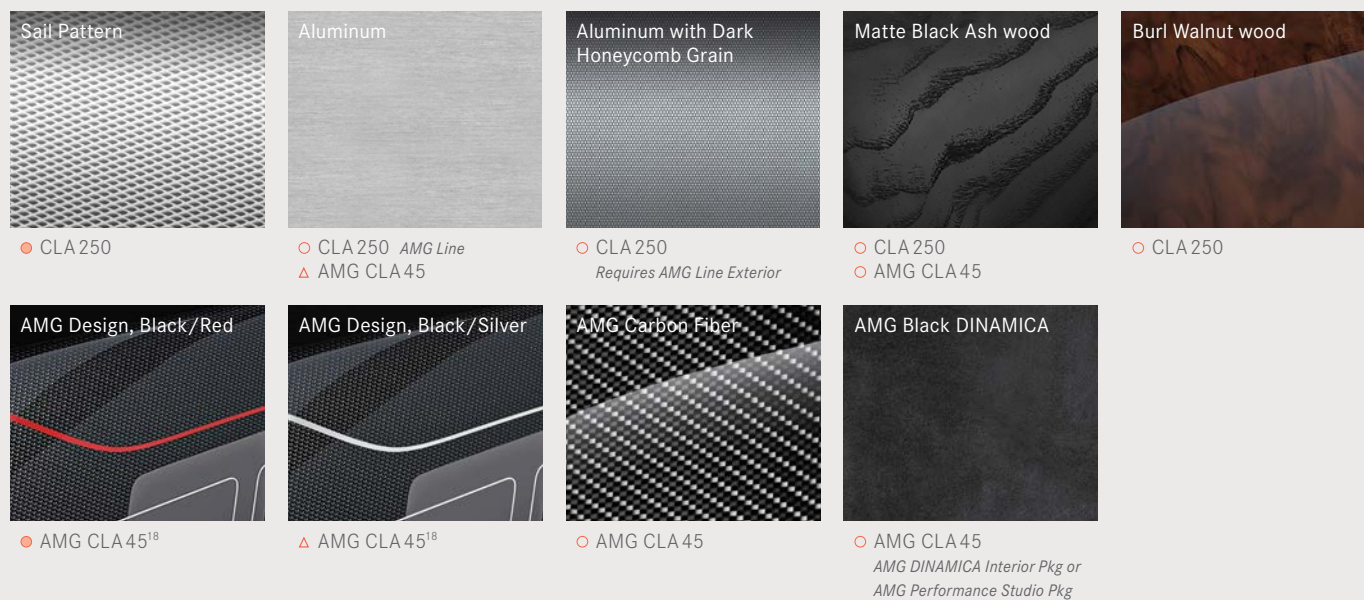 Sail Pattern
CLA 250
Aluminum
CLA 250 AMG Line
AMG CLA 45
Aluminum with Dark
Honeycomb Grain
CLA 250
Requires AMG Line Exterior
Matte Black Ash wood
CLA 250
AMG CLA 45
Burl Walnut wood
CLA 250
AMG Design, Black/Red
AMG CLA 45¹⁸
AMG Design, Black/Silver
AMG CLA 45¹⁸
AMG Carbon Fiber
AMG CLA 45
AMG Black DINAMICA
AMG CLA 45
AMG DINAMICA Interior Pkg or
AMG Performance Studio Pkg